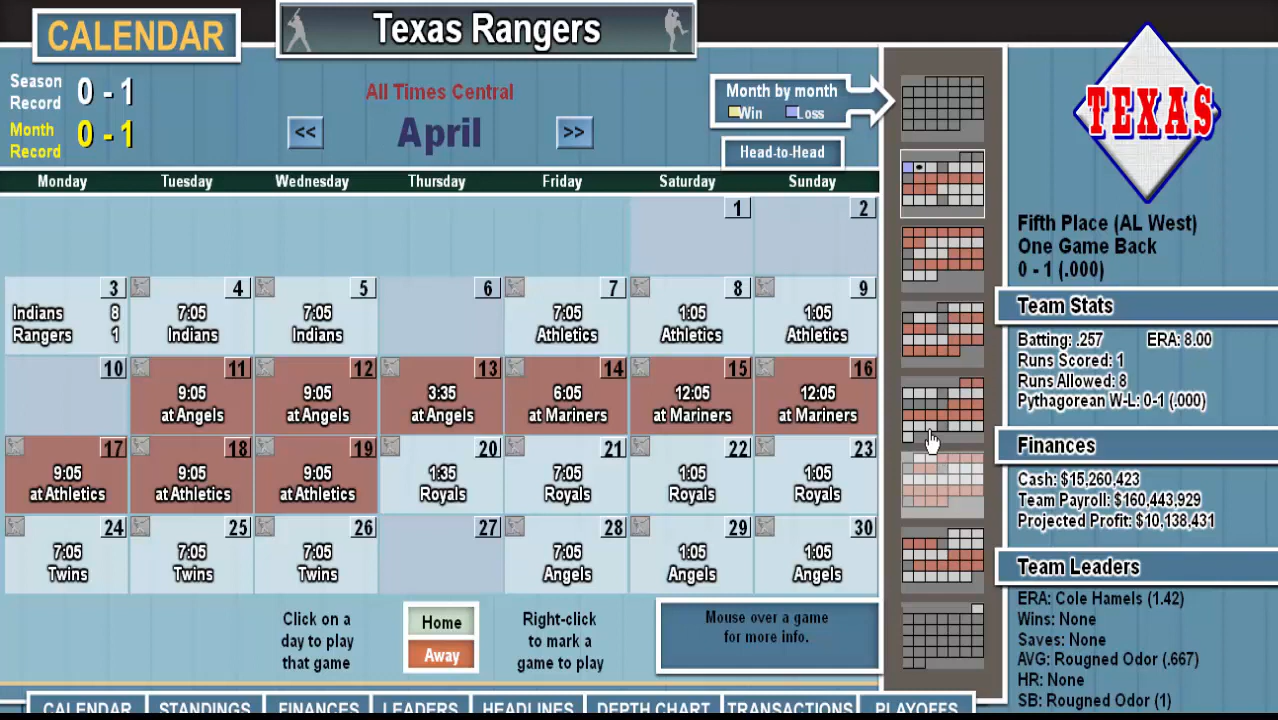 CALENDAR
Texas Rangers
Season Record 0 - 1
Month Record 0 - 1
All Times Central
<< April >>
Month by month
Win Loss
Head-to-Head
Monday Tuesday Wednesday Thursday Friday Saturday Sunday
1 2
3 4 5 6 7 8 9
Indians 8 7:05 7:05 7:05 1:05 1:05
Rangers 1 Indians Indians Athletics Athletics Athletics
10 11 12 13 14 15 16
9:05 9:05 3:35 6:05 12:05 12:05
at Angels at Angels at Angels at Mariners at Mariners at Mariners
17 18 19 20 21 22 23
9:05 9:05 9:05 1:35 7:05 1:05 1:05
at Athletics at Athletics at Athletics Royals Royals Royals Royals
24 25 26 27 28 29 30
7:05 7:05 7:05 7:05 1:05 1:05
Twins Twins Twins Angels Angels Angels
Click on a
day to play
that game
Home
Away
Right-click
to mark a
game to play
Mouse over a game
for more info.
TEXAS
Fifth Place (AL West)
One Game Back
0 - 1 (.000)
Team Stats
Batting: .257 ERA: 8.00
Runs Scored: 1
Runs Allowed: 8
Pythagorean W-L: 0-1 (.000)
Finances
Cash: $15,260,423
Team Payroll: $160,443,929
Projected Profit: $10,138,431
Team Leaders
ERA: Cole Hamels (1.42)
Wins: None
Saves: None
AVG: Rougned Odor (.667)
HR: None
SB: Rougned Odor (1)
CALENDAR STANDINGS FINANCES LEADERS HEADLINES DEPTH CHART TRANSACTIONS PLAYOFFS